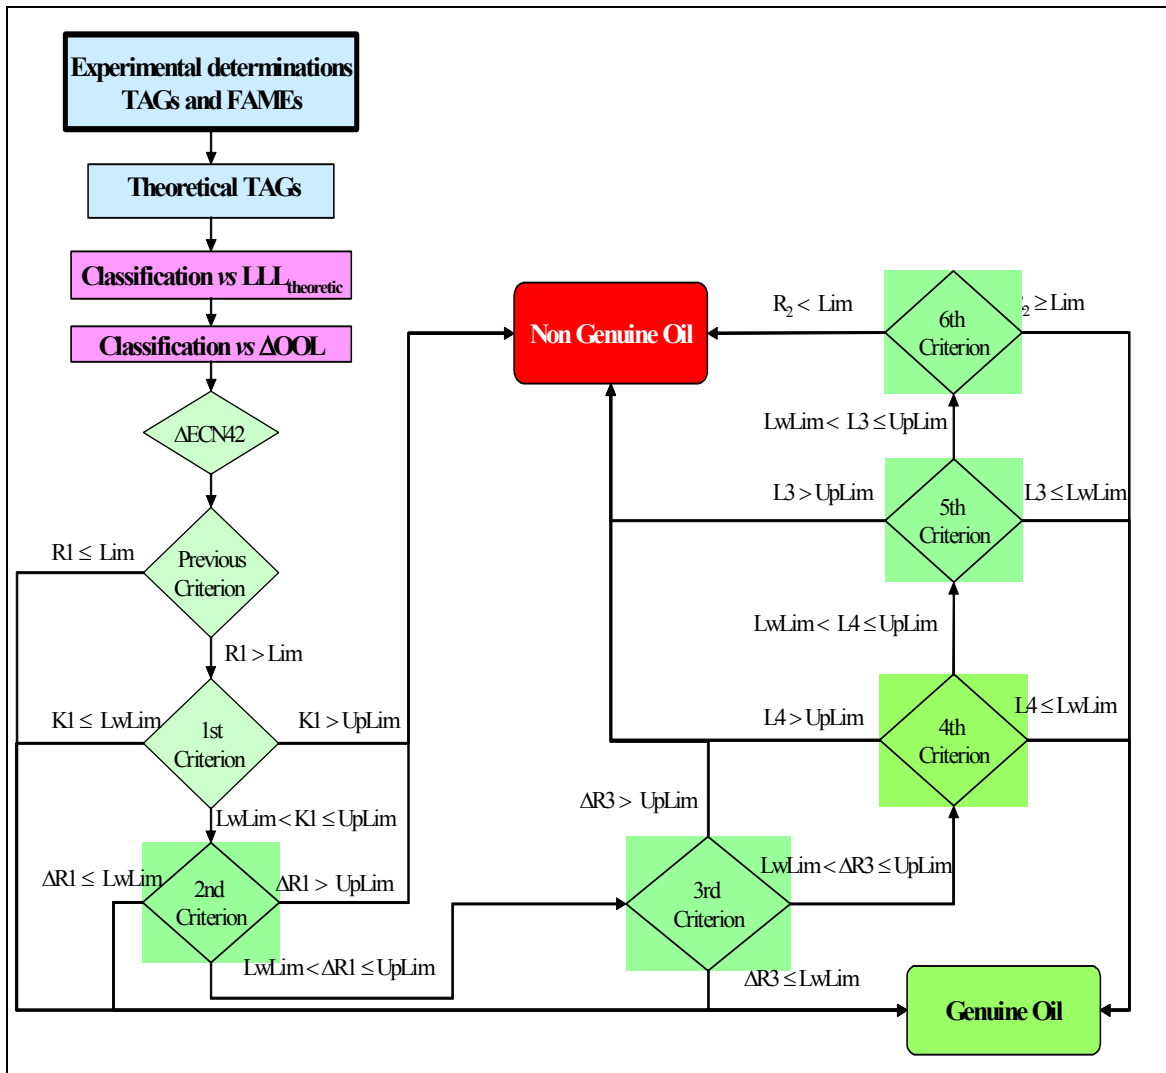 Experimental determinations
TAGs and FAMEs
Theoretical TAGs
Classification vs LLLtheoretic
Classification vs ΔOOL
ΔECN42
R1 ≤ Lim
Previous
Criterion
R1 > Lim
K1 ≤ LwLim
1st
Criterion
K1 > UpLim
LwLim < K1 ≤ UpLim
ΔR1 ≤ LwLim
2nd
Criterion
ΔR1 > UpLim
LwLim < ΔR1 ≤ UpLim
Non Genuine Oil
R2 < Lim
6th
Criterion
2 ≥ Lim
LwLim < L3 ≤ UpLim
L3 > UpLim
5th
Criterion
L3 ≤ LwLim
LwLim < L4 ≤ UpLim
L4 > UpLim
4th
Criterion
L4 ≤ LwLim
ΔR3 > UpLim
LwLim < ΔR3 ≤ UpLim
3rd
Criterion
ΔR3 ≤ LwLim
Genuine Oil